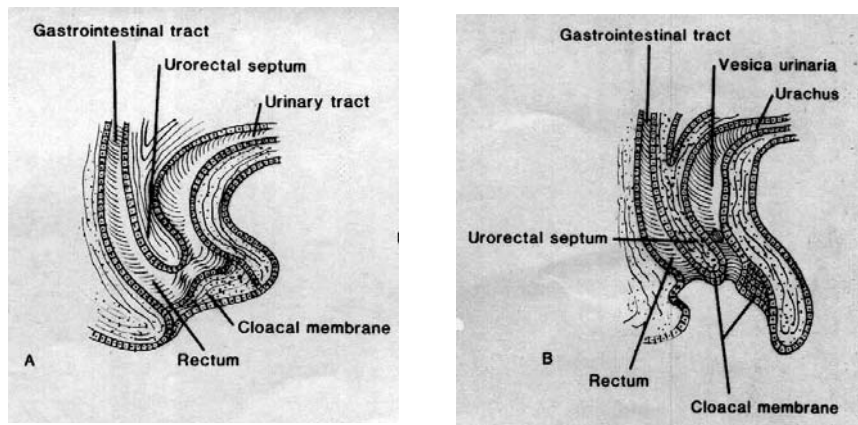 Gastrointestinal tract
Urorectal septum
Urinary tract
Cloacal membrane
Rectum
A
Gastrointestinal tract
Vesica urinaria
Urachus
Urorectal septum
Rectum
Cloacal membrane
B